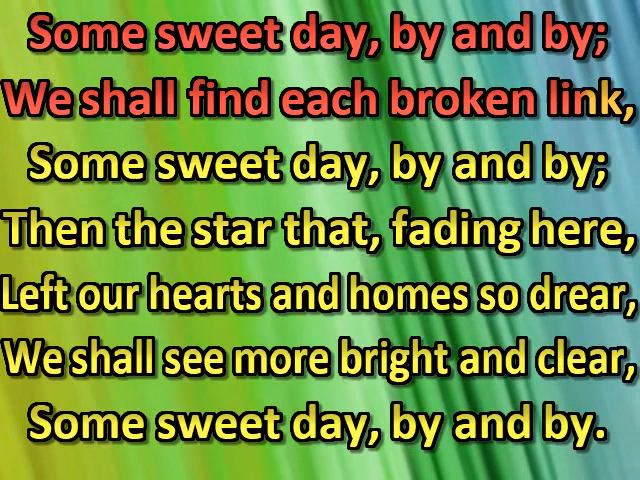 Some sweet day, by and by;
We shall find each broken link,
Some sweet day, by and by;
Then the star that, fading here,
Left our hearts and homes so drear,
We shall see more bright and clear,
Some sweet day, by and by.